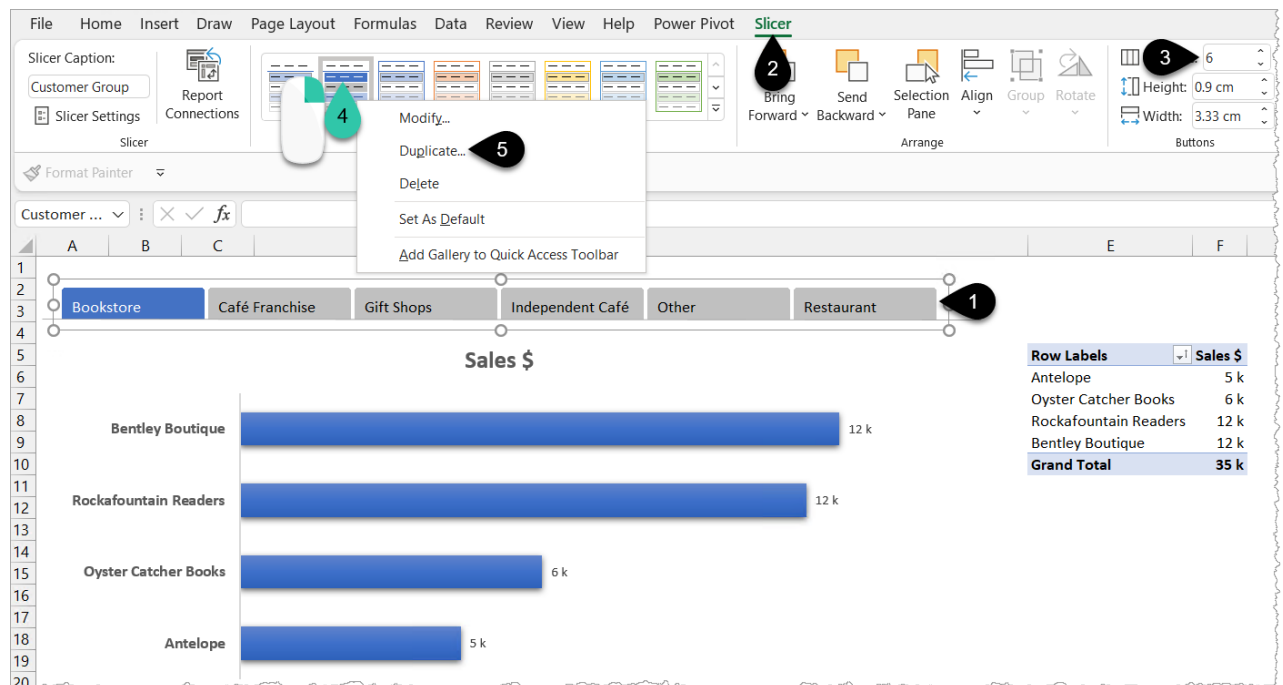 File Home Insert Draw Page Layout Formulas Data Review View Help Power Pivot Slicer
Slicer Caption:
Customer Group
Slicer Settings
Report
Connections
Slicer
4
2
Bring
Forward
Send
Backward
Selection
Pane
Align
Group
Rotate
Arrange
3
6
Height: 0.9 cm
Width: 3.33 cm
Buttons
Modify...
Duplicate...
5
Delete
Set As Default
Add Gallery to Quick Access Toolbar
Format Painter
Customer ...
fx
A B C E F
1
2
3
4
5
6
7
8
9
10
11
12
13
14
15
16
17
18
19
20
Bookstore Café Franchise Gift Shops Independent Café Other Restaurant
1
Sales $
Bentley Boutique 12 k
Rockafountain Readers 12 k
Oyster Catcher Books 6 k
Antelope 5 k
Row Labels Sales $
Antelope 5 k
Oyster Catcher Books 6 k
Rockafountain Readers 12 k
Bentley Boutique 12 k
Grand Total 35 k